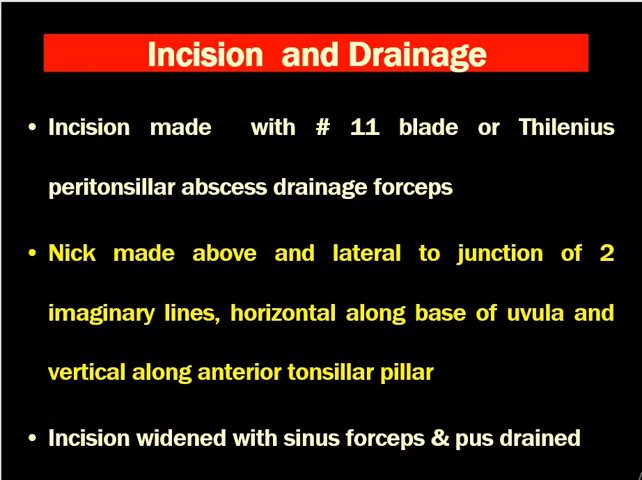 Incision and Drainage
• Incision made with # 11 blade or Thilenius
peritonsillar abscess drainage forceps
• Nick made above and lateral to junction of 2
imaginary lines, horizontal along base of uvula and
vertical along anterior tonsillar pillar
• Incision widened with sinus forceps & pus drained